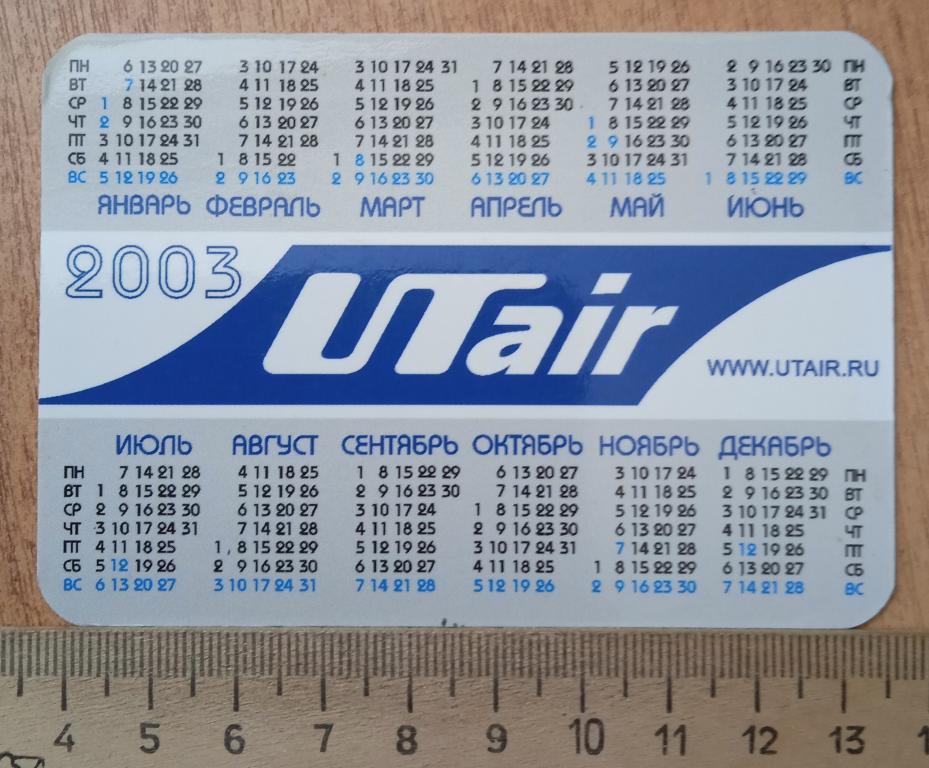 ПН 6 13 20 27 3 10 17 24 3 10 17 24 31 7 14 21 28 5 12 19 26 2 9 16 23 30 ПН
ВТ 7 14 21 28 4 11 18 25 4 11 18 25 1 8 15 22 29 6 13 20 27 3 10 17 24 ВТ
СР 1 8 15 22 29 5 12 19 26 5 12 19 26 2 9 16 23 30 7 14 21 28 4 11 18 25 СР
ЧТ 2 9 16 23 30 6 13 20 27 6 13 20 27 3 10 17 24 1 8 15 22 29 5 12 19 26 ЧТ
ПТ 3 10 17 24 31 7 14 21 28 7 14 21 28 4 11 18 25 2 9 16 23 30 6 13 20 27 ПТ
СБ 4 11 18 25 1 8 15 22 1 8 15 22 29 5 12 19 26 3 10 17 24 31 7 14 21 28 СБ
ВС 5 12 19 26 2 9 16 23 2 9 16 23 30 6 13 20 27 4 11 18 25 1 8 15 22 29 ВС
ЯНВАРЬ ФЕВРАЛЬ МАРТ АПРЕЛЬ МАЙ ИЮНЬ
2003
UTair
WWW.UTAIR.RU
ИЮЛЬ АВГУСТ СЕНТЯБРЬ ОКТЯБРЬ НОЯБРЬ ДЕКАБРЬ
ПН 7 14 21 28 4 11 18 25 1 8 15 22 29 6 13 20 27 3 10 17 24 1 8 15 22 29 ПН
ВТ 1 8 15 22 29 5 12 19 26 2 9 16 23 30 7 14 21 28 4 11 18 25 2 9 16 23 30 ВТ
СР 2 9 16 23 30 6 13 20 27 3 10 17 24 1 8 15 22 29 5 12 19 26 3 10 17 24 31 СР
ЧТ 3 10 17 24 31 7 14 21 28 4 11 18 25 2 9 16 23 30 6 13 20 27 4 11 18 25 ЧТ
ПТ 4 11 18 25 1 8 15 22 29 5 12 19 26 3 10 17 24 31 7 14 21 28 5 12 19 26 ПТ
СБ 5 12 19 26 2 9 16 23 30 6 13 20 27 4 11 18 25 1 8 15 22 29 6 13 20 27 СБ
ВС 6 13 20 27 3 10 17 24 31 7 14 21 28 5 12 19 26 2 9 16 23 30 7 14 21 28 ВС
4 5 6 7 8 9 10 11 12 13